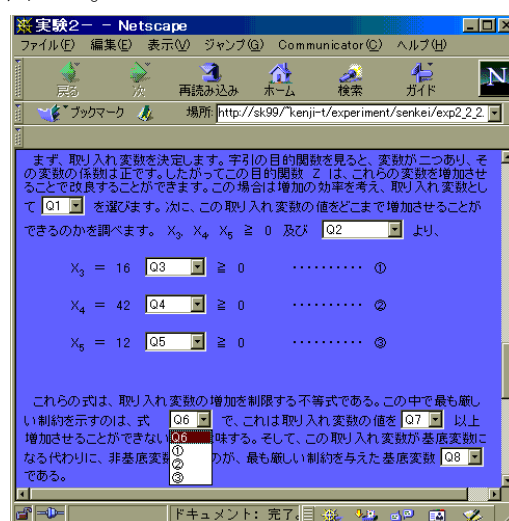 実験2－ － Netscape
ファイル(F) 編集(E) 表示(V) ジャンプ(G) Communicator(C) ヘルプ(H)
戻る 次 再読み込み ホーム 検索 ガイド N
ブックマーク 場所: http://sk99/~kenji-t/experiment/senkei/exp2_2_2.
まず、取り入れ変数を決定します。字引の目的関数を見ると、変数が二つあり、そ
の変数の係数は正です。したがってこの目的関数 Z は、これらの変数を増加させ
ることで改良することができます。この場合は増加の効率を考え、取り入れ変数とし
て Q1 を選びます。次に、この取り入れ変数の値をどこまで増加させることが
できるのかを調べます。 X3, X4, X5 ≧ 0 及び Q2 より、
X3 = 16 Q3 ≧ 0 ·········· ①
X4 = 42 Q4 ≧ 0 ·········· ②
X5 = 12 Q5 ≧ 0 ·········· ③
これらの式は、取り入れ変数の増加を制限する不等式である。この中で最も厳し
い制約を示すのは、式 Q6 で、これは取り入れ変数の値を Q7 以上
増加させることができない Q6 味する。そして、この取り入れ変数が基底変数に
①
なる代わりに、非基底変 ② のが、最も厳しい制約を与えた基底変数 Q8
である。 ③
ドキュメント: 完了。